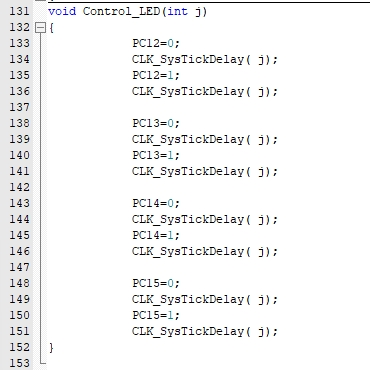 131 void Control_LED(int j)
132 {
133 PC12=0;
134 CLK_SysTickDelay( j);
135 PC12=1;
136 CLK_SysTickDelay( j);
137
138 PC13=0;
139 CLK_SysTickDelay( j);
140 PC13=1;
141 CLK_SysTickDelay( j);
142
143 PC14=0;
144 CLK_SysTickDelay( j);
145 PC14=1;
146 CLK_SysTickDelay( j);
147
148 PC15=0;
149 CLK_SysTickDelay( j);
150 PC15=1;
151 CLK_SysTickDelay( j);
152 }
153